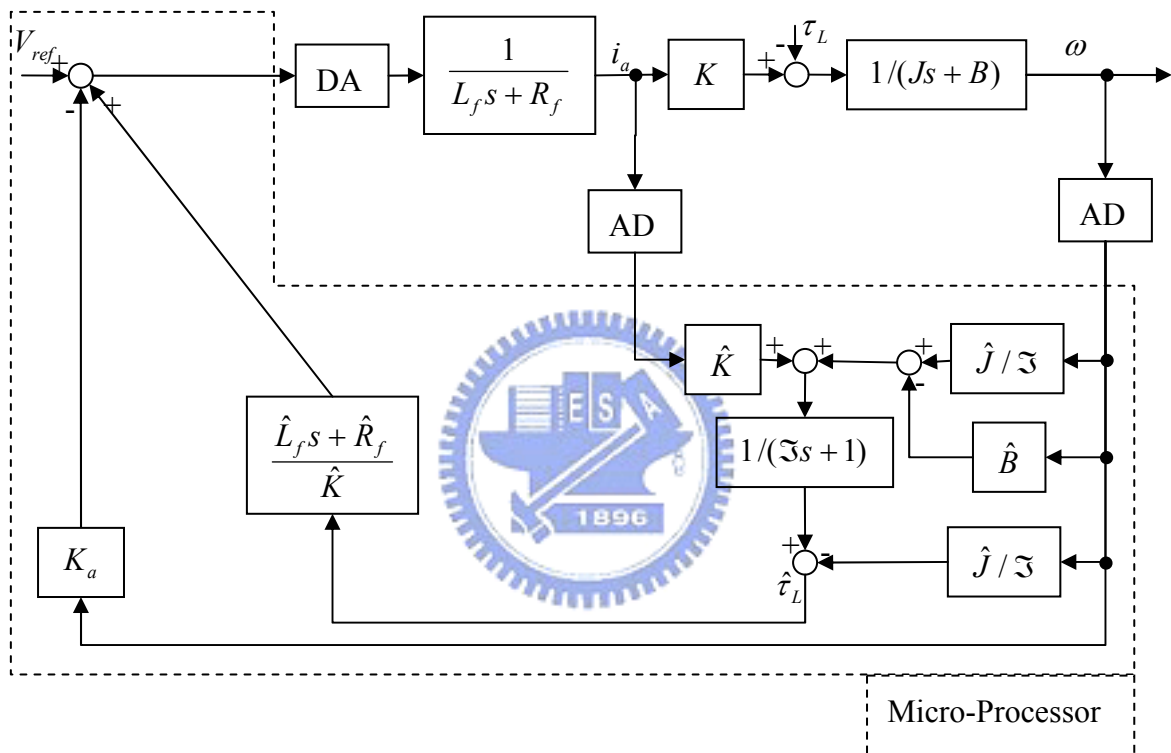 V_ref
+
-
+
DA
1
L_f s + R_f
i_a
K
+
-
τ_L
1/(Js + B)
ω
AD
AD
K̂
+
+
+
-
Ĵ / ℑ
1/(ℑs + 1)
B̂
L̂_f s + R̂_f
K̂
E S A
1896
K_a
+
-
τ̂_L
Ĵ / ℑ
Micro-Processor